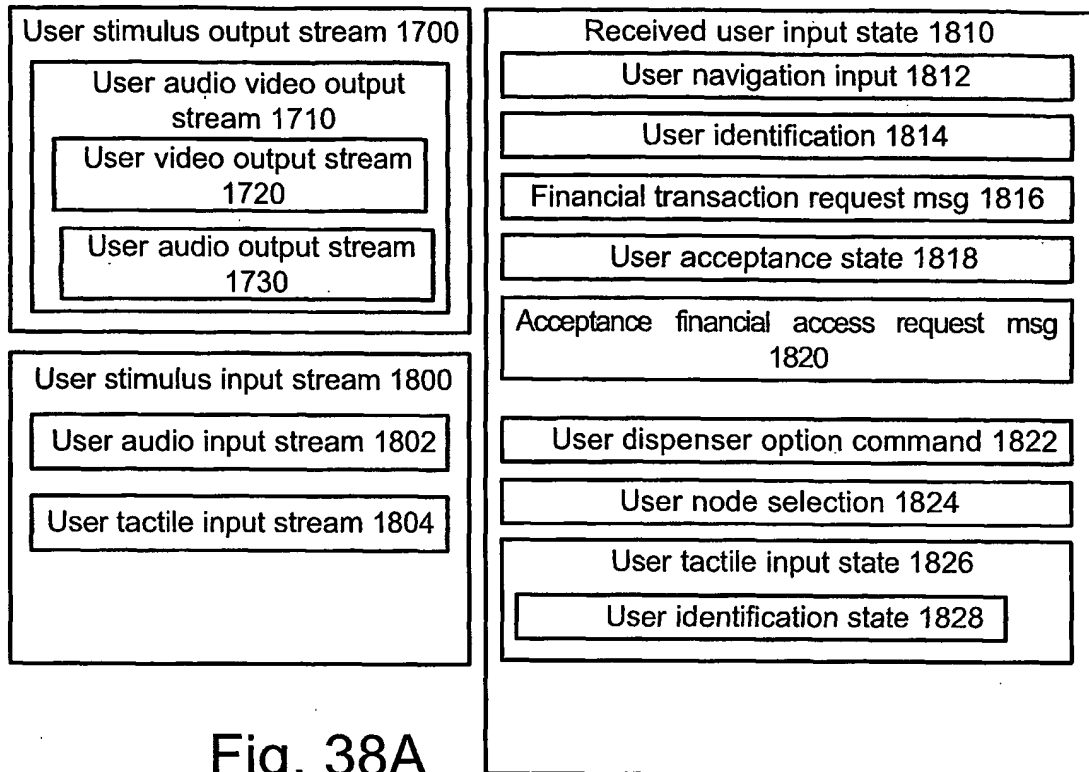 User stimulus output stream 1700
User audio video output
stream 1710
User video output stream
1720
User audio output stream
1730
User stimulus input stream 1800
User audio input stream 1802
User tactile input stream 1804
Received user input state 1810
User navigation input 1812
User identification 1814
Financial transaction request msg 1816
User acceptance state 1818
Acceptance financial access request msg
1820
User dispenser option command 1822
User node selection 1824
User tactile input state 1826
User identification state 1828
Fig. 38A